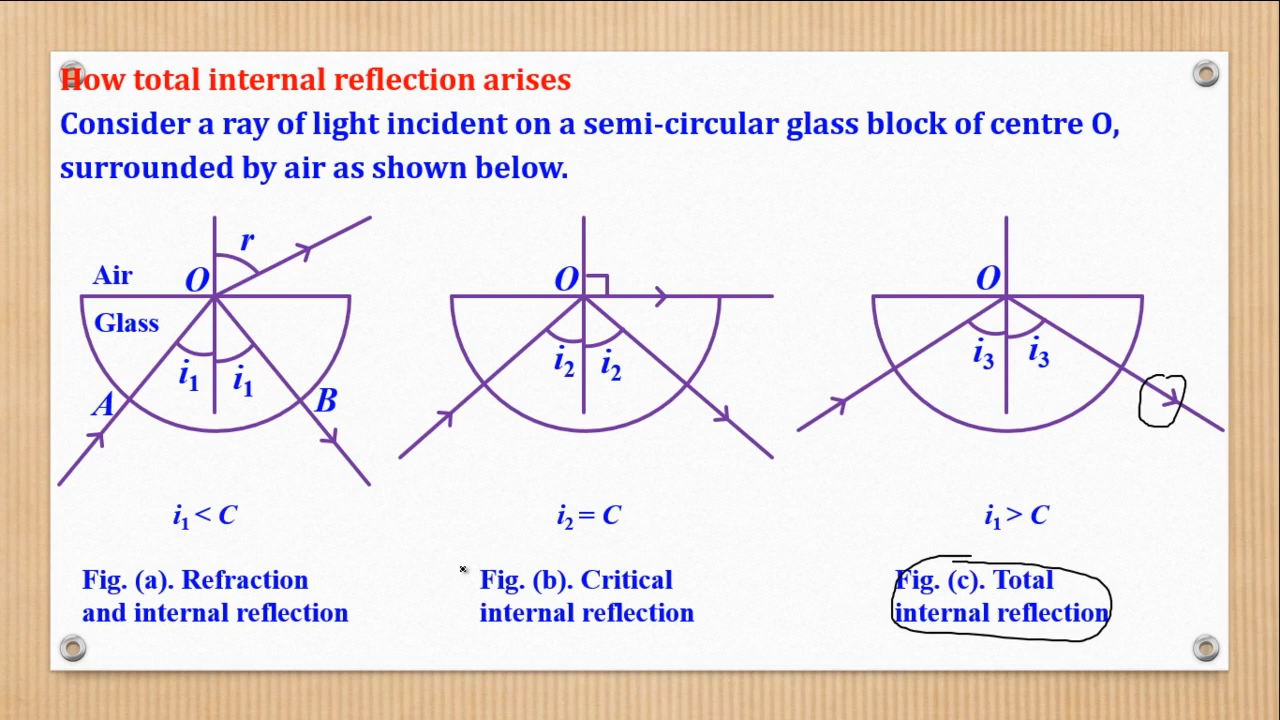 How total internal reflection arises
Consider a ray of light incident on a semi-circular glass block of centre O,
surrounded by air as shown below.
r
Air
O
Glass
i₁
i₁
A
B
i₁ < C
Fig. (a). Refraction
and internal reflection
O
i₂
i₂
i₂ = C
Fig. (b). Critical
internal reflection
O
i₃
i₃
i₁ > C
Fig. (c). Total
internal reflection